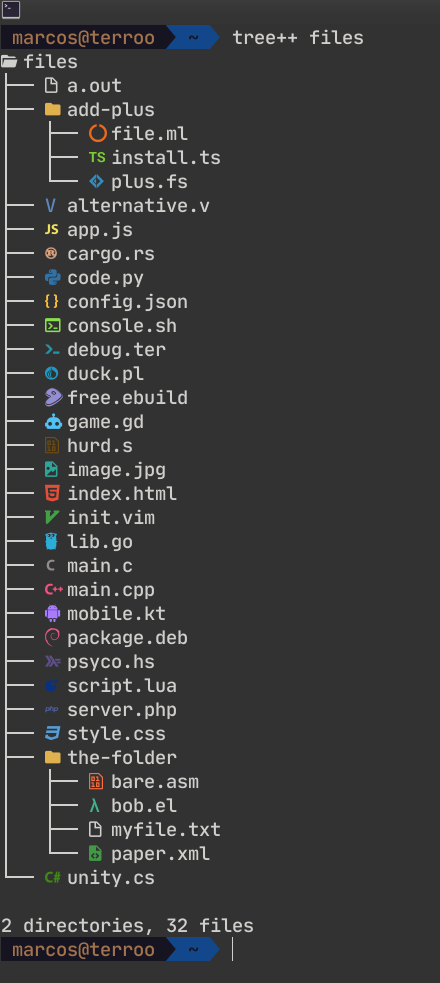 marcos@terroo ~ tree++ files
files
a.out
add-plus
file.ml
TS install.ts
plus.fs
V alternative.v
JS app.js
cargo.rs
code.py
{} config.json
console.sh
debug.ter
duck.pl
free.ebuild
game.gd
hurd.s
image.jpg
index.html
init.vim
lib.go
C main.c
C++ main.cpp
mobile.kt
package.deb
psyco.hs
script.lua
php server.php
style.css
the-folder
bare.asm
λ bob.el
myfile.txt
paper.xml
C# unity.cs
2 directories, 32 files
marcos@terroo ~